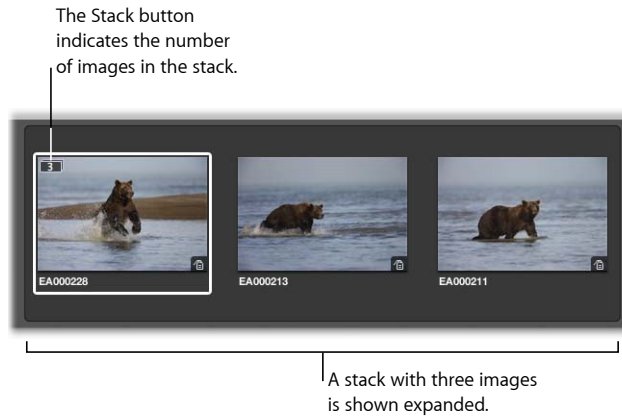 The Stack button
indicates the number
of images in the stack.
3
EA000228
EA000213
EA000211
A stack with three images
is shown expanded.